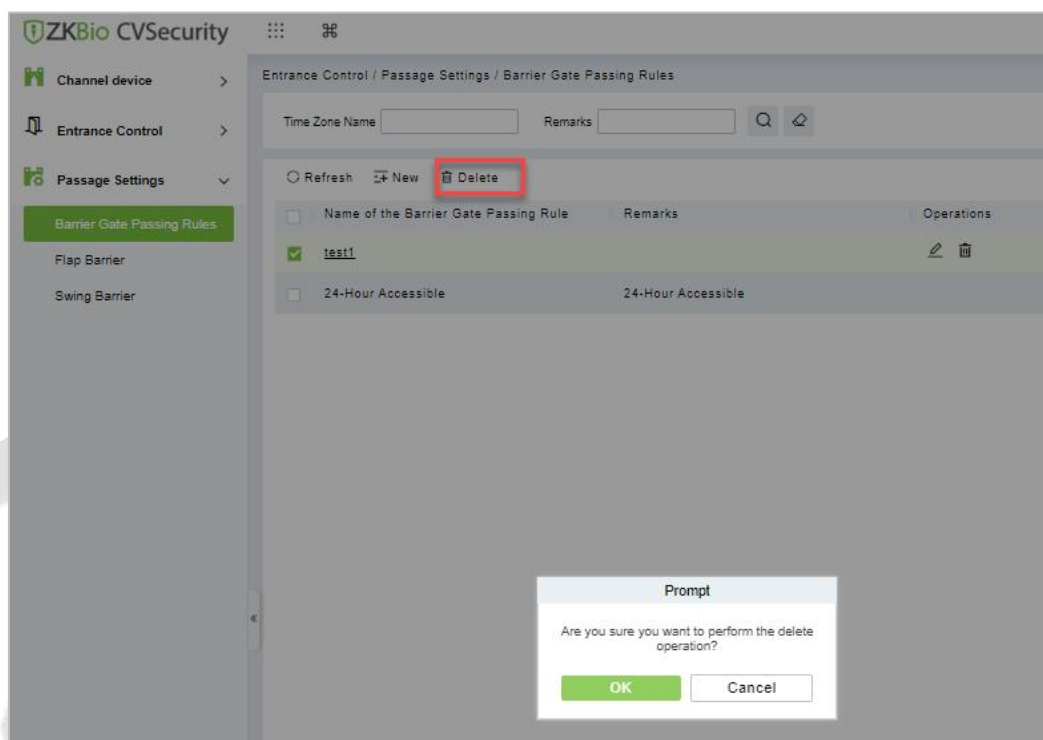 ZKBio CVSecurity
Channel device
Entrance Control
Passage Settings
Barrier Gate Passing Rules
Flap Barrier
Swing Barrier
Entrance Control / Passage Settings / Barrier Gate Passing Rules
Time Zone Name Remarks
Refresh New Delete
Name of the Barrier Gate Passing Rule Remarks Operations
test1
24-Hour Accessible 24-Hour Accessible
Prompt
Are you sure you want to perform the delete
operation?
OK Cancel